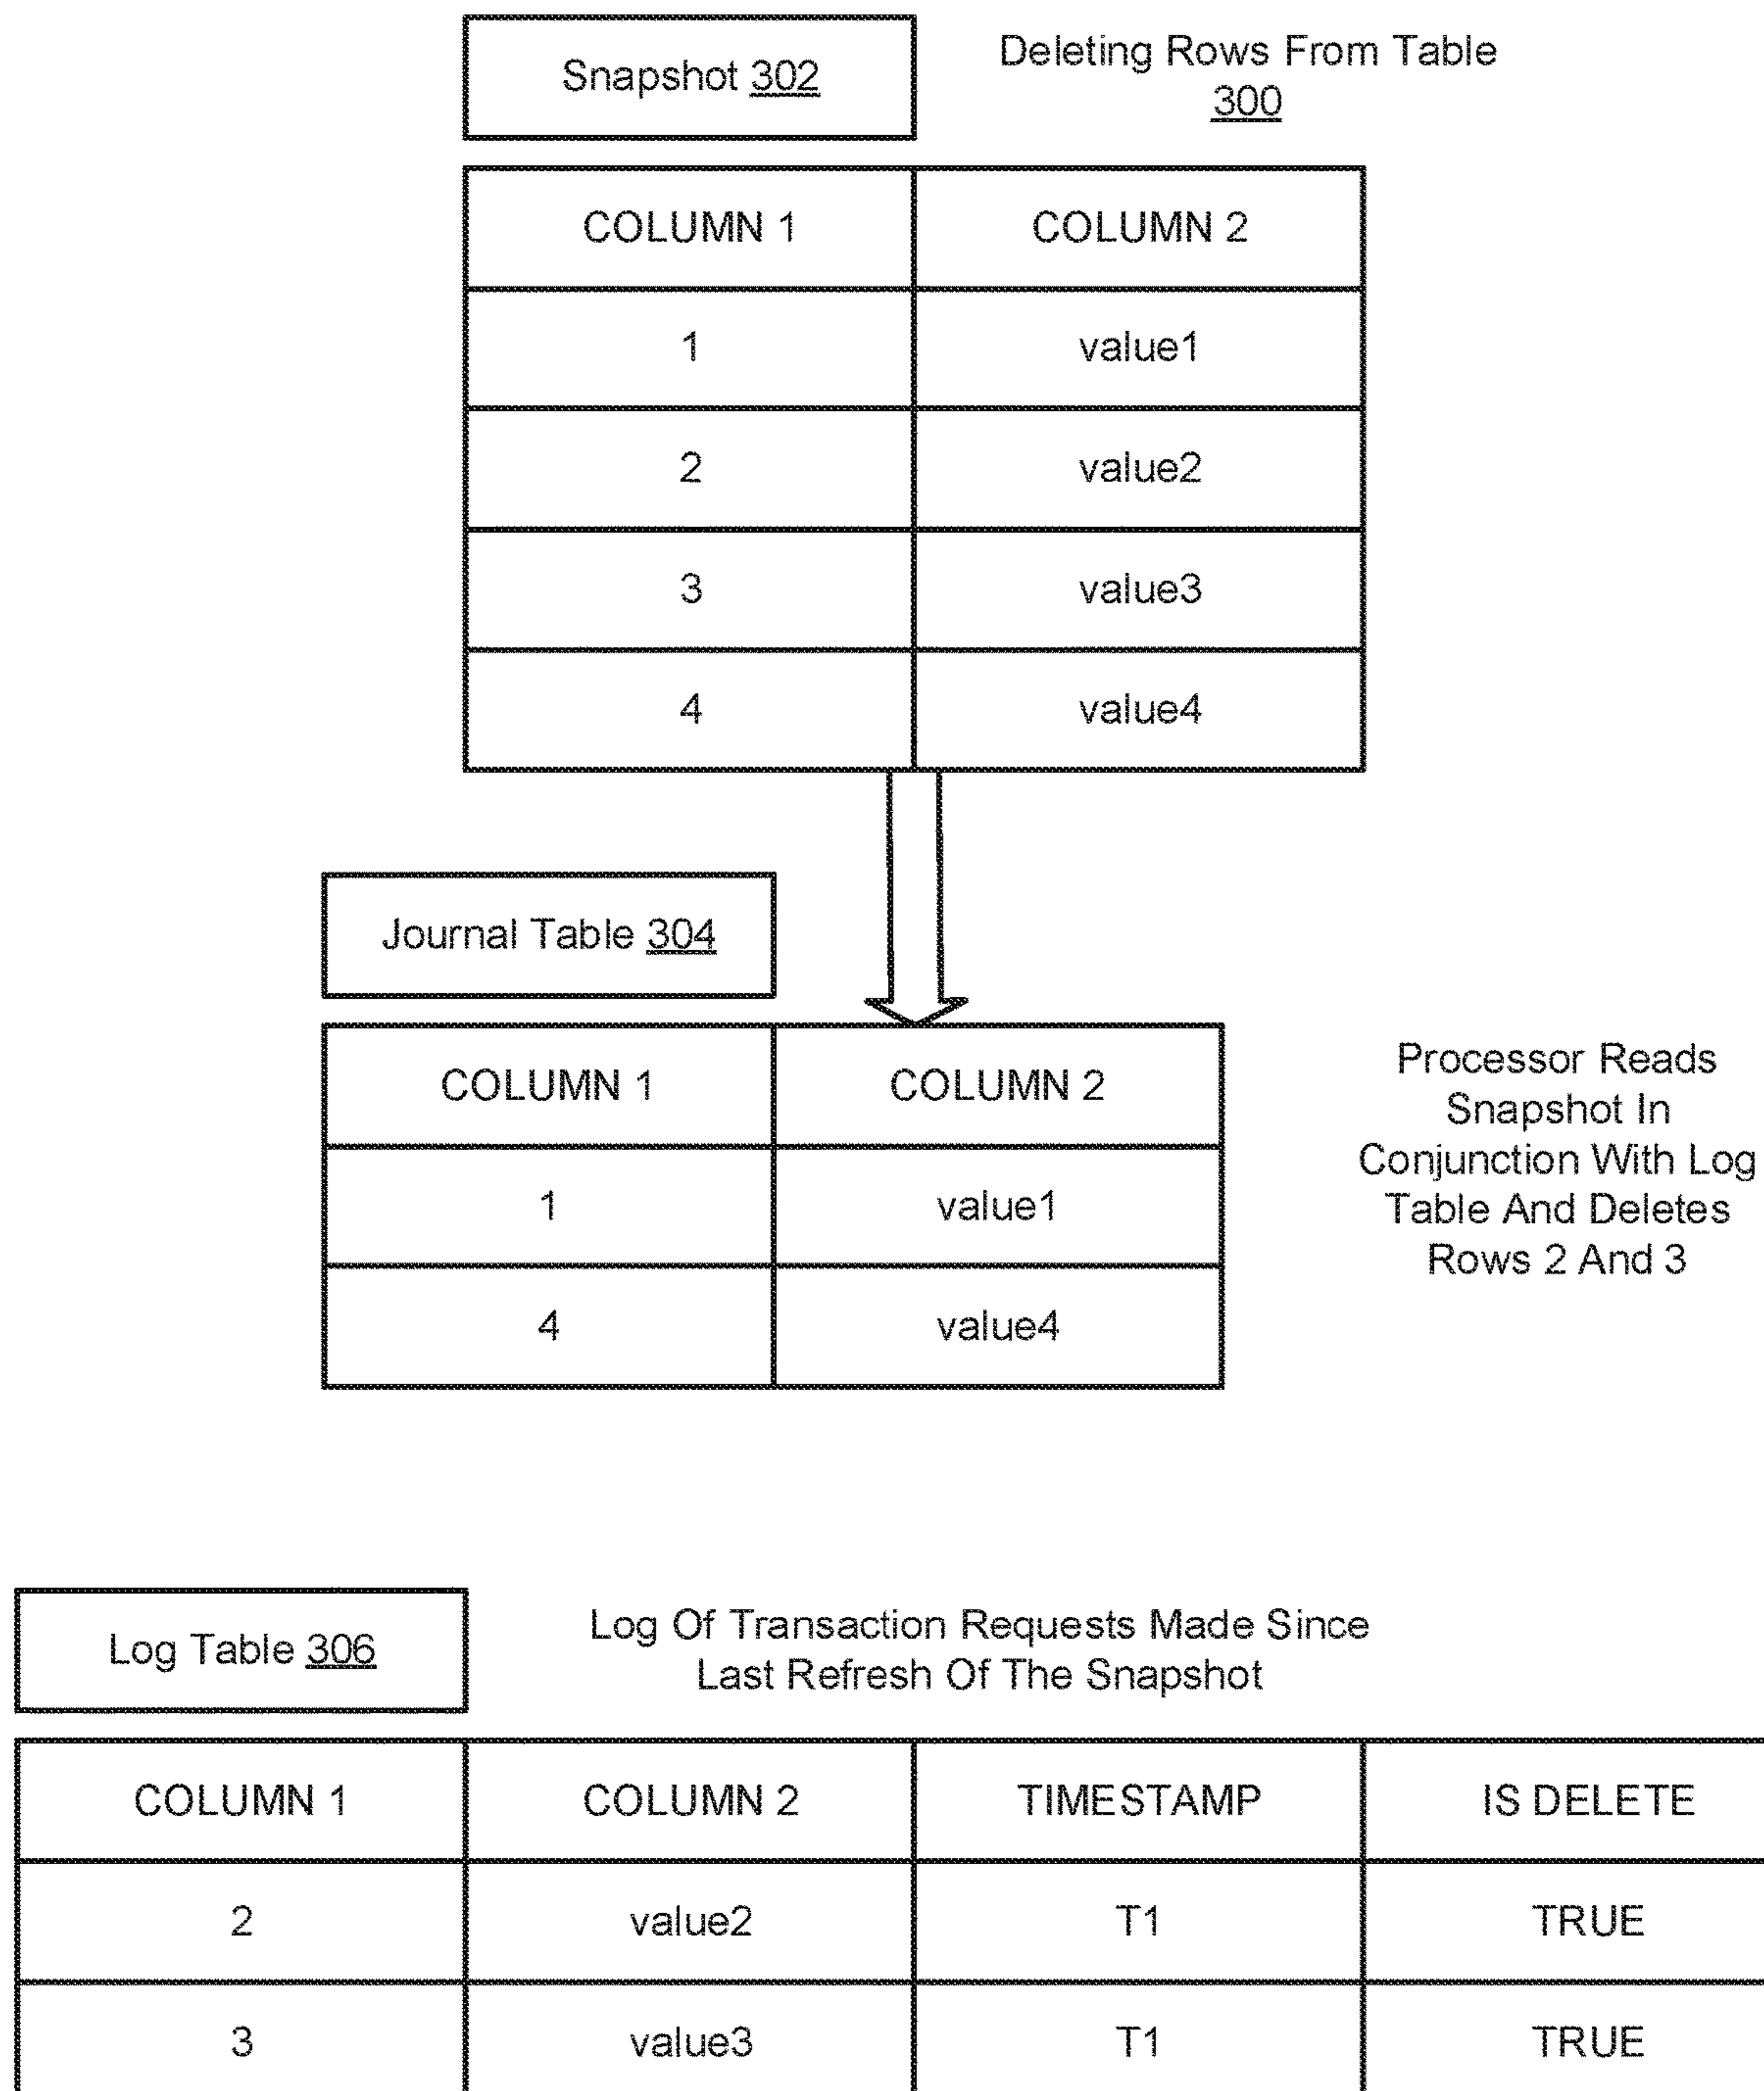 Snapshot 302
Deleting Rows From Table
300
COLUMN 1 COLUMN 2
1 value1
2 value2
3 value3
4 value4
Journal Table 304
COLUMN 1 COLUMN 2
1 value1
4 value4
Processor Reads
Snapshot In
Conjunction With Log
Table And Deletes
Rows 2 And 3
Log Table 306
Log Of Transaction Requests Made Since
Last Refresh Of The Snapshot
COLUMN 1 COLUMN 2 TIMESTAMP IS DELETE
2 value2 T1 TRUE
3 value3 T1 TRUE